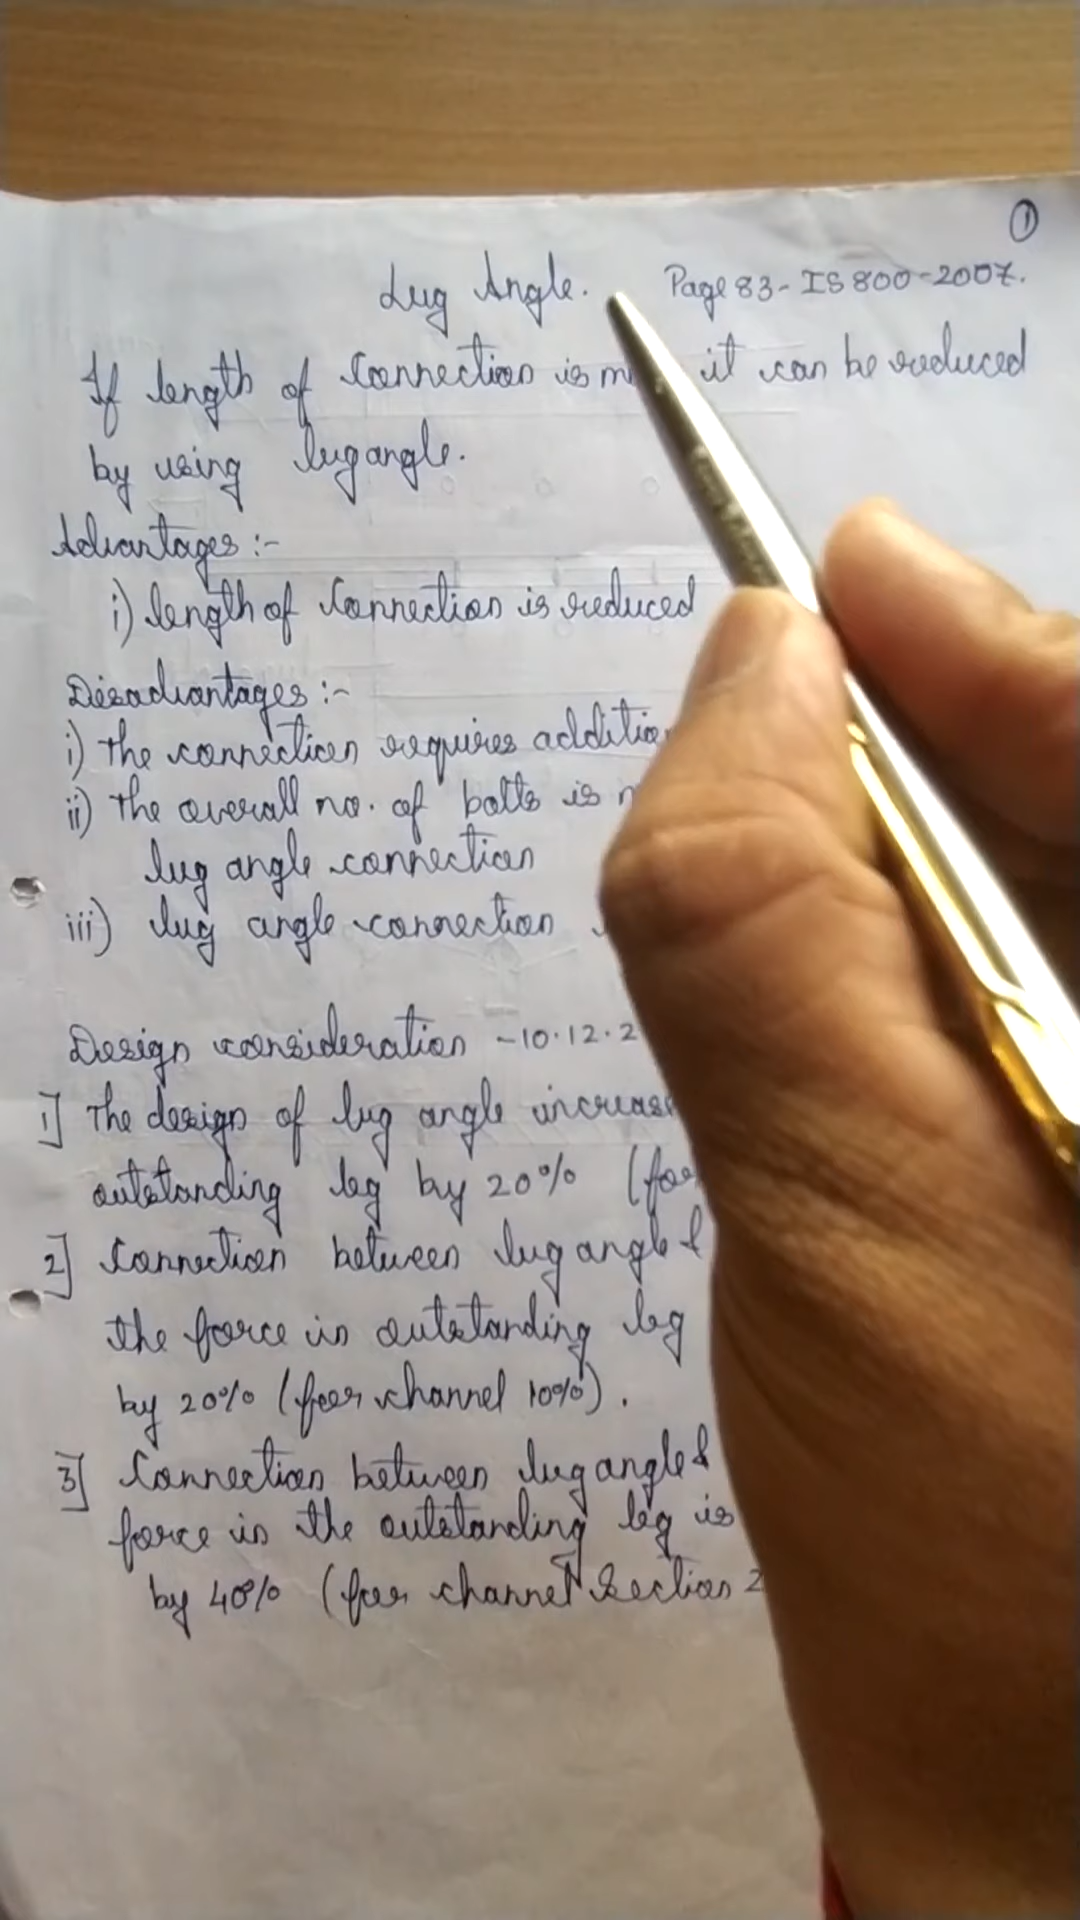 ①
Lug Angle. Page 83- IS 800-2007.
If length of Connection is it can be reduced
by using lug angle.
Advantages :-
i) length of Connection is reduced
Disadvantages :-
i) The connection requires
ii) The overall no. of bolts is
lug angle connection
iii) lug angle connection
Design consideration -10.12.2
1] The design of lug angle
outstanding leg by 20%
2] Connection between lug angle &
the force in outstanding leg
by 20% (for channel 10%).
3] Connection between lug angle &
force in the outstanding leg is
by 40% (for channel Section 2